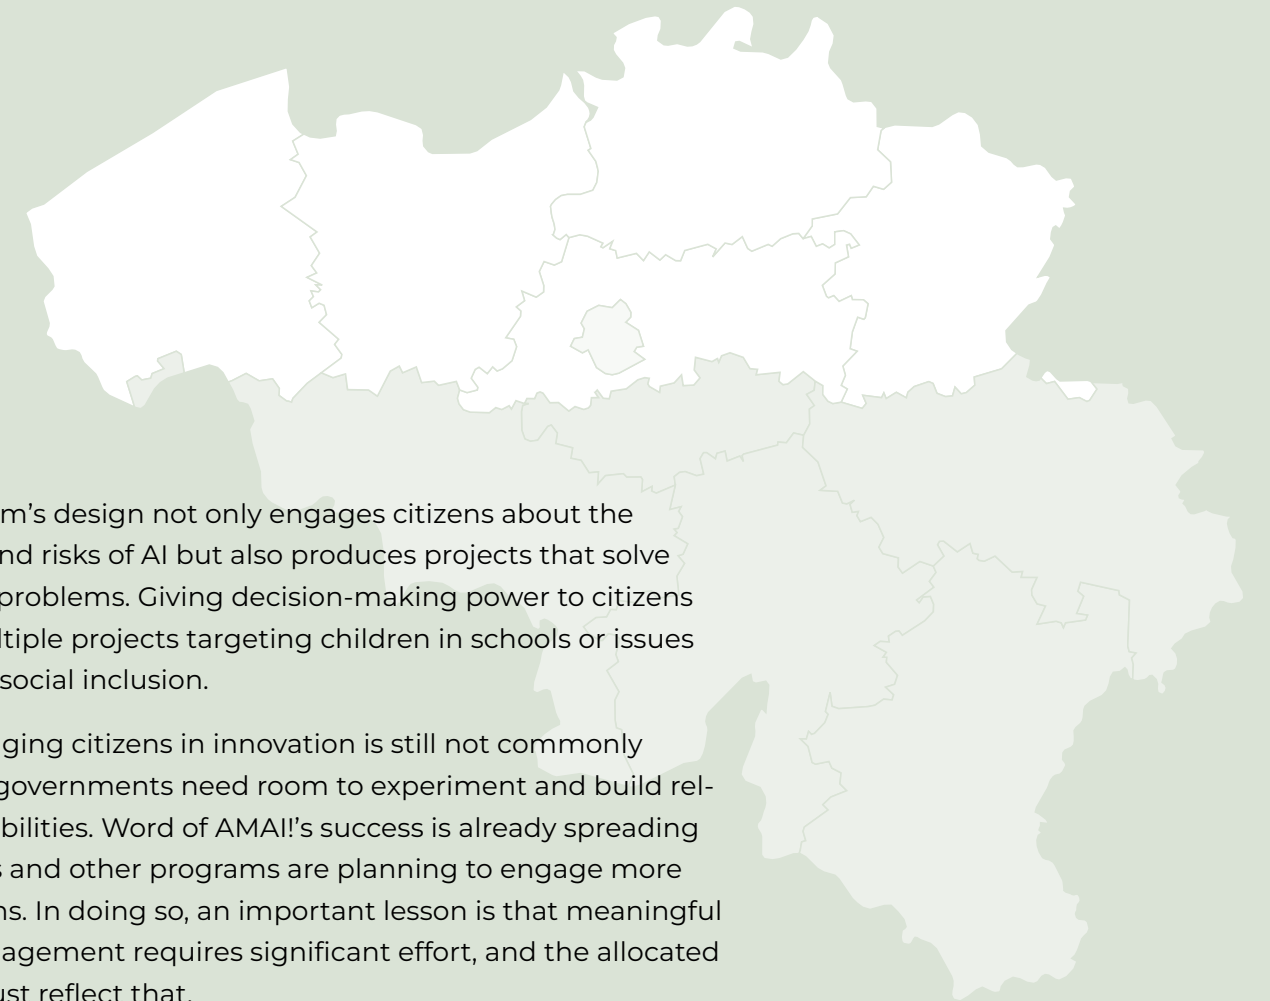 m’s design not only engages citizens about the
nd risks of AI but also produces projects that solve
problems. Giving decision-making power to citizens
ltiple projects targeting children in schools or issues
social inclusion.
ging citizens in innovation is still not commonly
governments need room to experiment and build rel-
bilities. Word of AMAI!’s success is already spreading
s and other programs are planning to engage more
ns. In doing so, an important lesson is that meaningful
agement requires significant effort, and the allocated
ust reflect that.